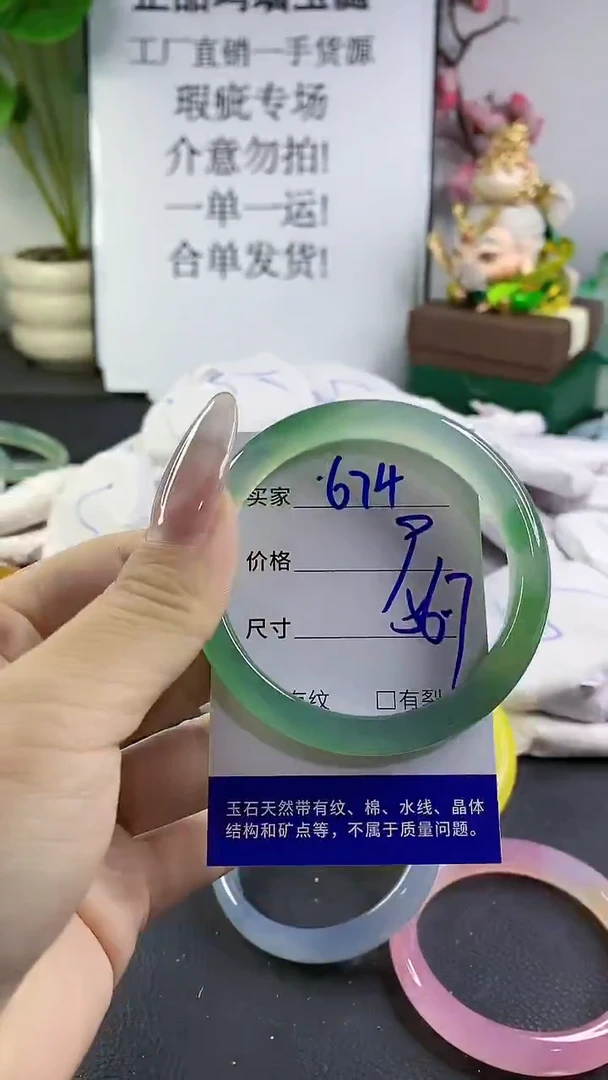 工厂直销一手货源
瑕疵专场
介意勿拍!
一单一运!
合单发货!
买家 674
价格
尺寸
有纹 □有裂
玉石天然带有纹、棉、水线、晶体
结构和矿点等，不属于质量问题。